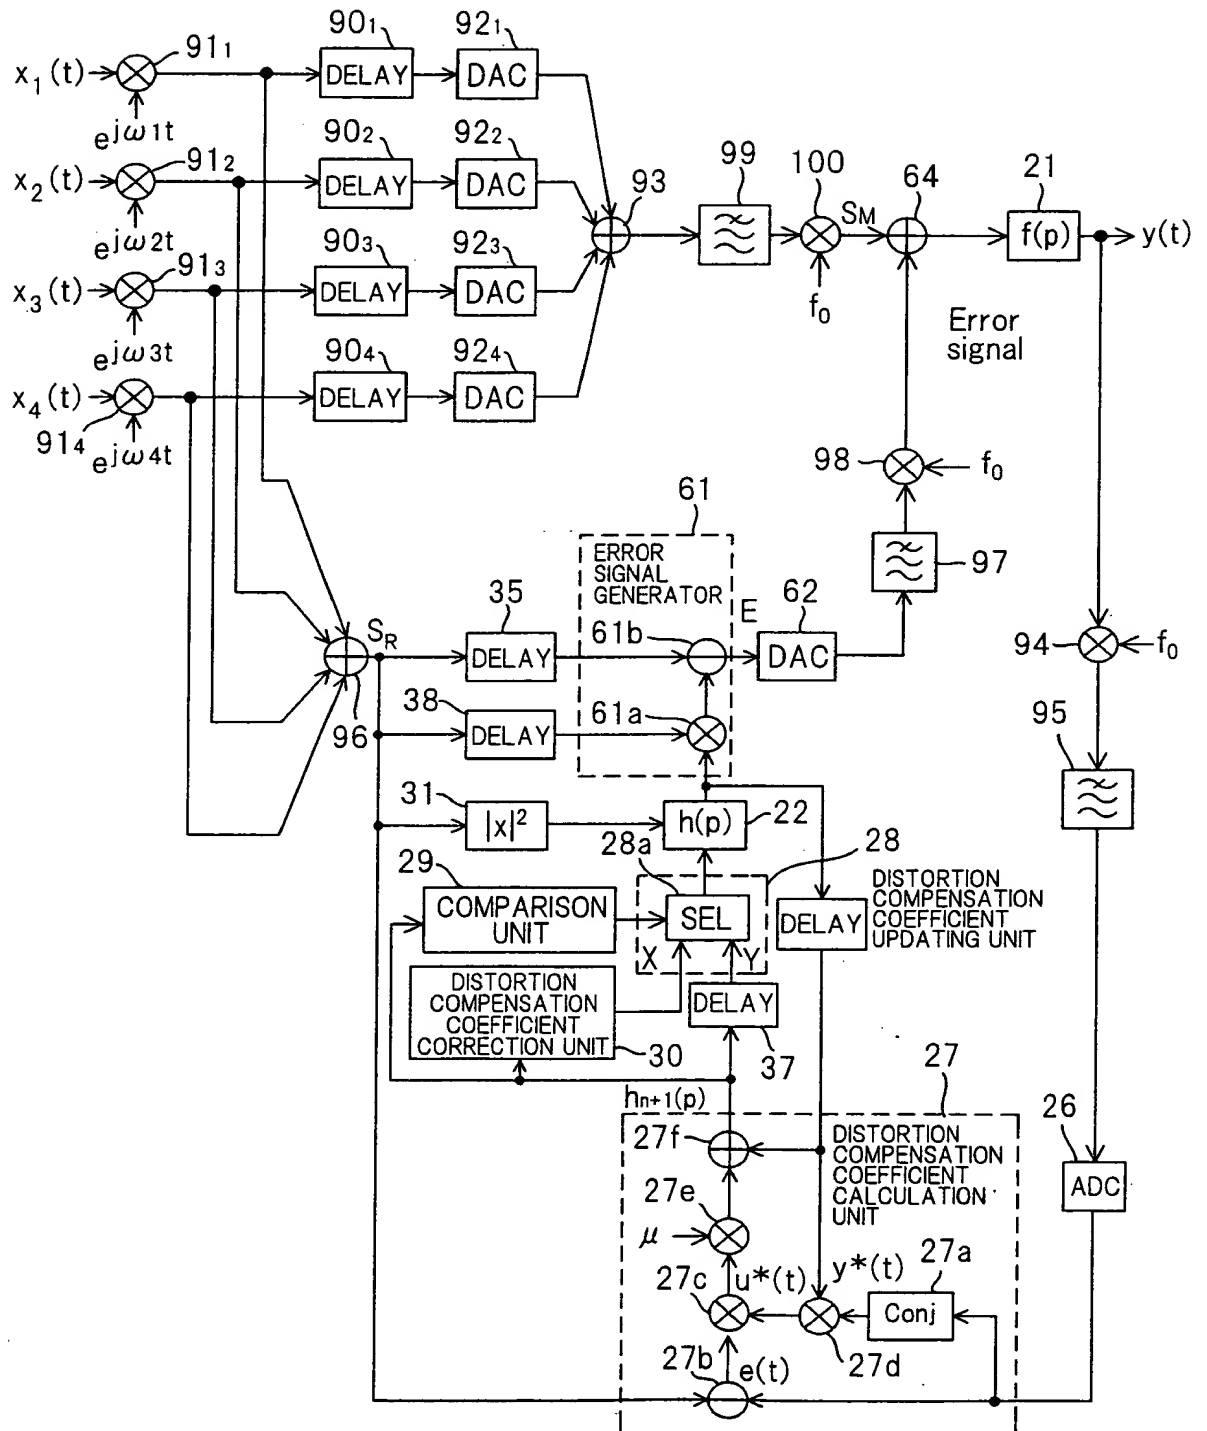 x1(t)
911
ejω1t
901
DELAY
921
DAC
x2(t)
912
ejω2t
902
DELAY
922
DAC
x3(t)
913
ejω3t
903
DELAY
923
DAC
x4(t)
914
ejω4t
904
DELAY
924
DAC
93
99
100
SM
f0
64
21
f(p)
y(t)
Error
signal
98
f0
97
61
ERROR
SIGNAL
GENERATOR
61b
61a
E
62
DAC
94
f0
95
SR
96
35
DELAY
38
DELAY
31
|x|2
h(p)
22
28a
28
29
COMPARISON
UNIT
SEL
X
Y
DELAY
DISTORTION
COMPENSATION
COEFFICIENT
UPDATING UNIT
DISTORTION
COMPENSATION
COEFFICIENT
CORRECTION UNIT
30
DELAY
37
hn+1(p)
27
27f
DISTORTION
COMPENSATION
COEFFICIENT
CALCULATION
UNIT
26
ADC
27e
μ
27c
u*(t)
y*(t)
27a
Conj
27d
27b
e(t)